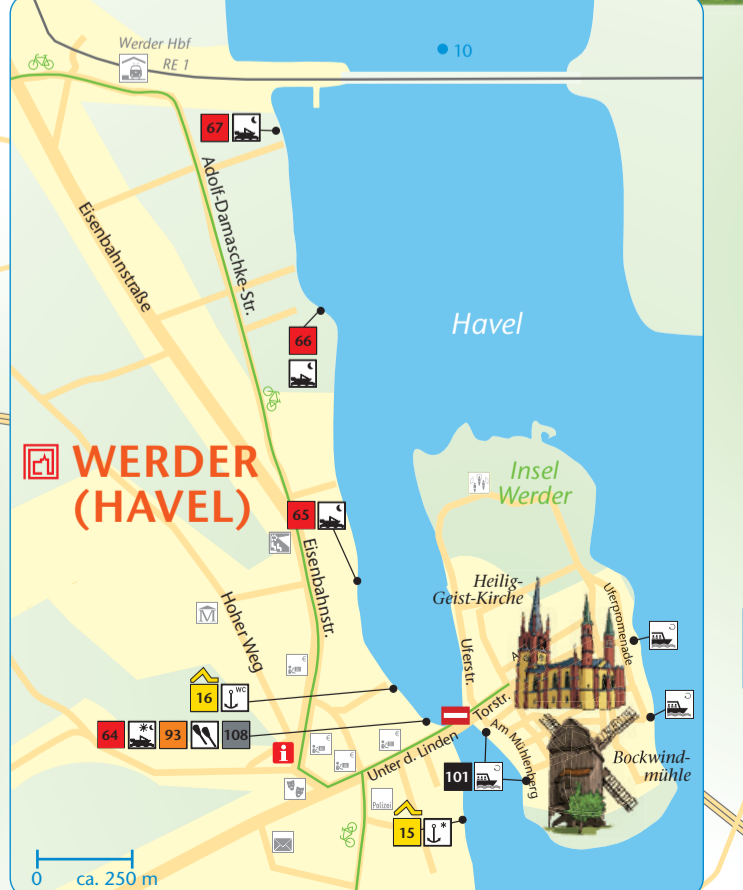 Werder Hbf
RE 1
10
67
Adolf-Damaschke-Str.
Eisenbahnstraße
66
Havel
WERDER
(HAVEL)
Insel
Werder
65
Eisenbahnstr.
Heilig-
Geist-Kirche
Uferpromenade
M
Hoher Weg
€
Uferstr.
16
WC
64
93
108
i
€
€
€
Torstr.
Unter d. Linden
Am Mühlenberg
101
Bockwind-
mühle
Polizei
15
0
ca. 250 m